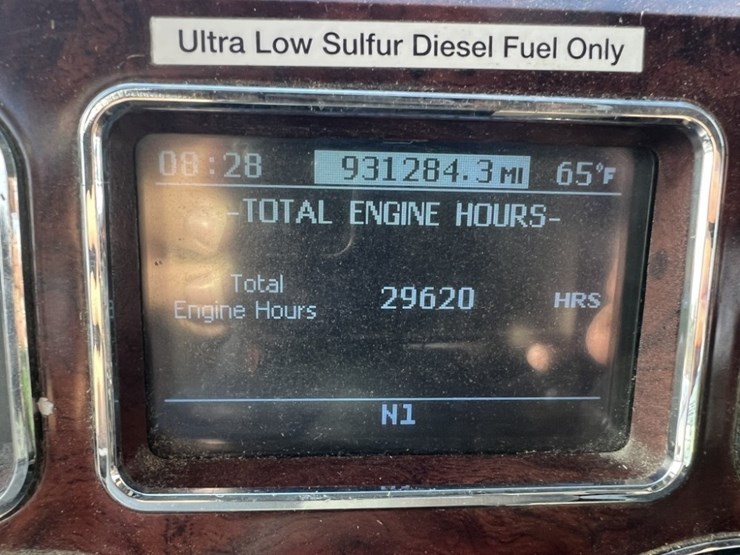 Ultra Low Sulfur Diesel Fuel Only
08:28 931284.3 MI 65°F
-TOTAL ENGINE HOURS-
Total
Engine Hours 29620 HRS
N1